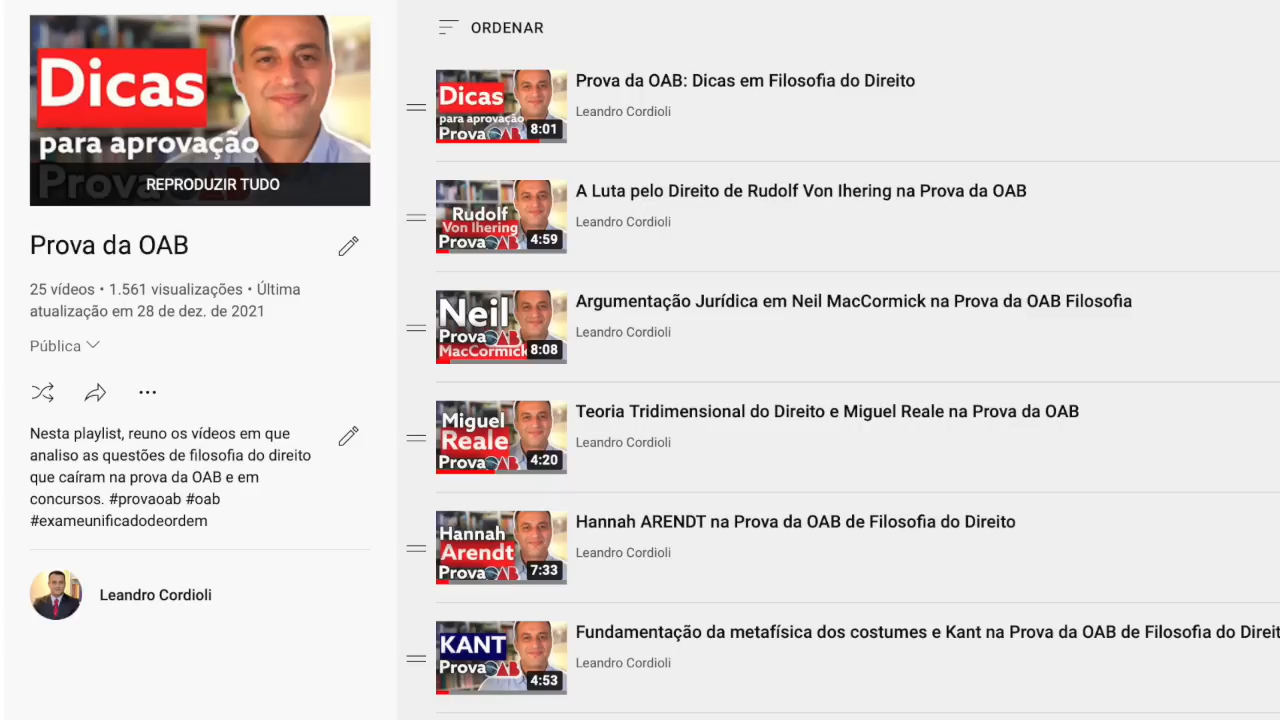 Dicas
para aprovação
Prova
REPRODUZIR TUDO
Prova da OAB
25 vídeos • 1.561 visualizações • Última
atualização em 28 de dez. de 2021
Pública
Nesta playlist, reuno os vídeos em que
analiso as questões de filosofia do direito
que caíram na prova da OAB e em
concursos. #provaoab #oab
#exameunificadodeordem
Leandro Cordioli
ORDENAR
Dicas
para aprovação
Prova OAB
8:01
Prova da OAB: Dicas em Filosofia do Direito
Leandro Cordioli
Rudolf
Von Ihering
Prova OAB
4:59
A Luta pelo Direito de Rudolf Von Ihering na Prova da OAB
Leandro Cordioli
Neil
Prova OAB
MacCormick
8:08
Argumentação Jurídica em Neil MacCormick na Prova da OAB Filosofia
Leandro Cordioli
Miguel
Reale
Prova OAB
4:20
Teoria Tridimensional do Direito e Miguel Reale na Prova da OAB
Leandro Cordioli
Hannah
Arendt
Prova OAB
7:33
Hannah ARENDT na Prova da OAB de Filosofia do Direito
Leandro Cordioli
KANT
Prova OAB
4:53
Fundamentação da metafísica dos costumes e Kant na Prova da OAB de Filosofia do Direit
Leandro Cordioli